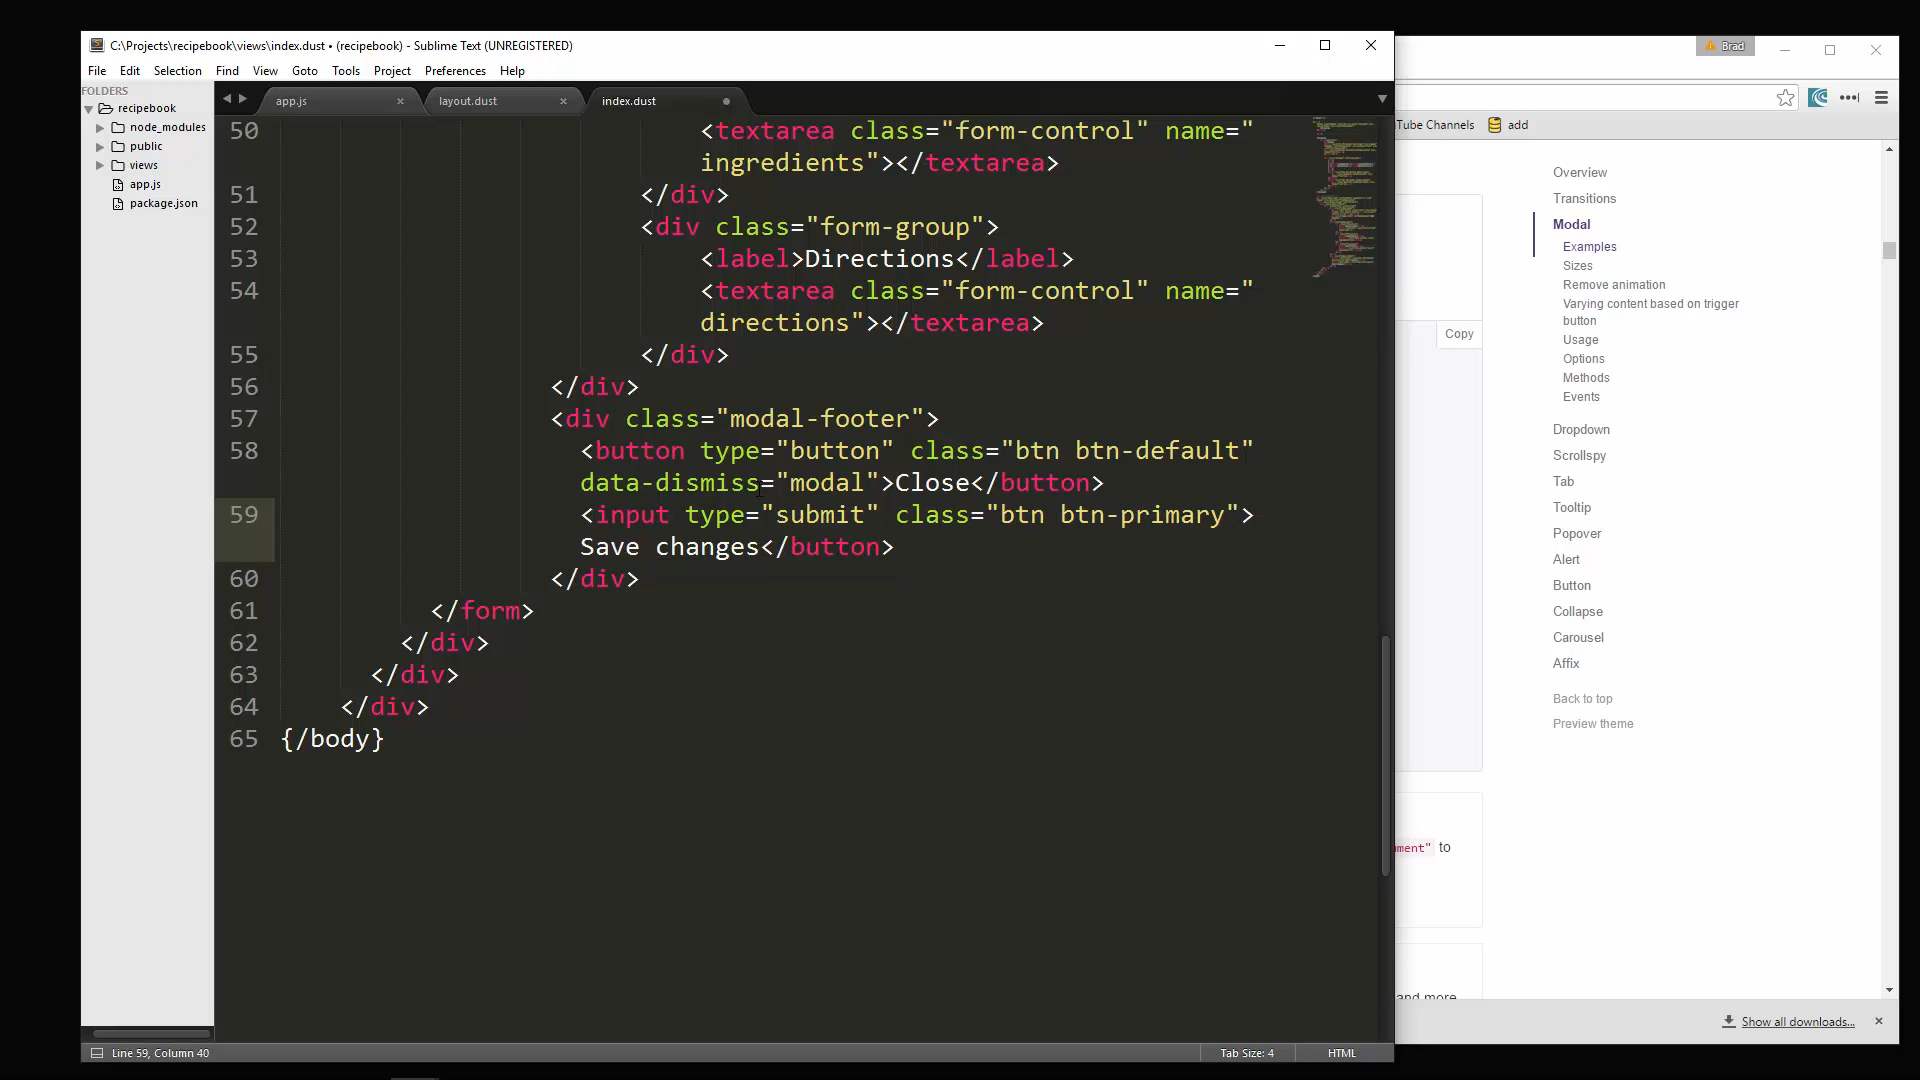 C:\Projects\recipebook\views\index.dust • (recipebook) - Sublime Text (UNREGISTERED)
Brad
File Edit Selection Find View Goto Tools Project Preferences Help
FOLDERS
recipebook
node_modules
public
views
app.js
package.json
app.js layout.dust index.dust
50 <textarea class="form-control" name="
ingredients"></textarea>
51 </div>
52 <div class="form-group">
53 <label>Directions</label>
54 <textarea class="form-control" name="
directions"></textarea>
55 </div>
56 </div>
57 <div class="modal-footer">
58 <button type="button" class="btn btn-default"
data-dismiss="modal">Close</button>
59 <input type="submit" class="btn btn-primary">
Save changes</button>
60 </div>
61 </form>
62 </div>
63 </div>
64 </div>
65 {/body}
Line 59, Column 40
Tab Size: 4
HTML
Tube Channels
add
Copy
Overview
Transitions
Modal
Examples
Sizes
Remove animation
Varying content based on trigger
button
Usage
Options
Methods
Events
Dropdown
Scrollspy
Tab
Tooltip
Popover
Alert
Button
Collapse
Carousel
Affix
Back to top
Preview theme
ment" to
and more
Show all downloads...